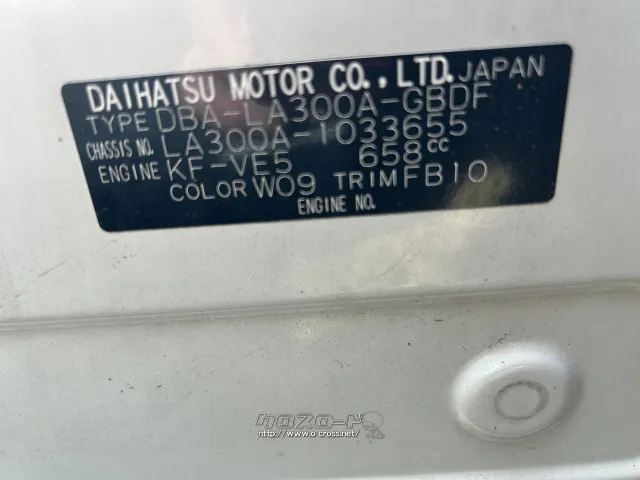 DAIHATSU MOTOR CO., LTD. JAPAN
TYPE DBA-LA300A-GBDF
CHASSIS NO. LA300A-1033655
ENGINE KF-VE5 658cc
COLOR W09 TRIM FB10
ENGINE NO.
クロスロード
http://www.o-cross.net/